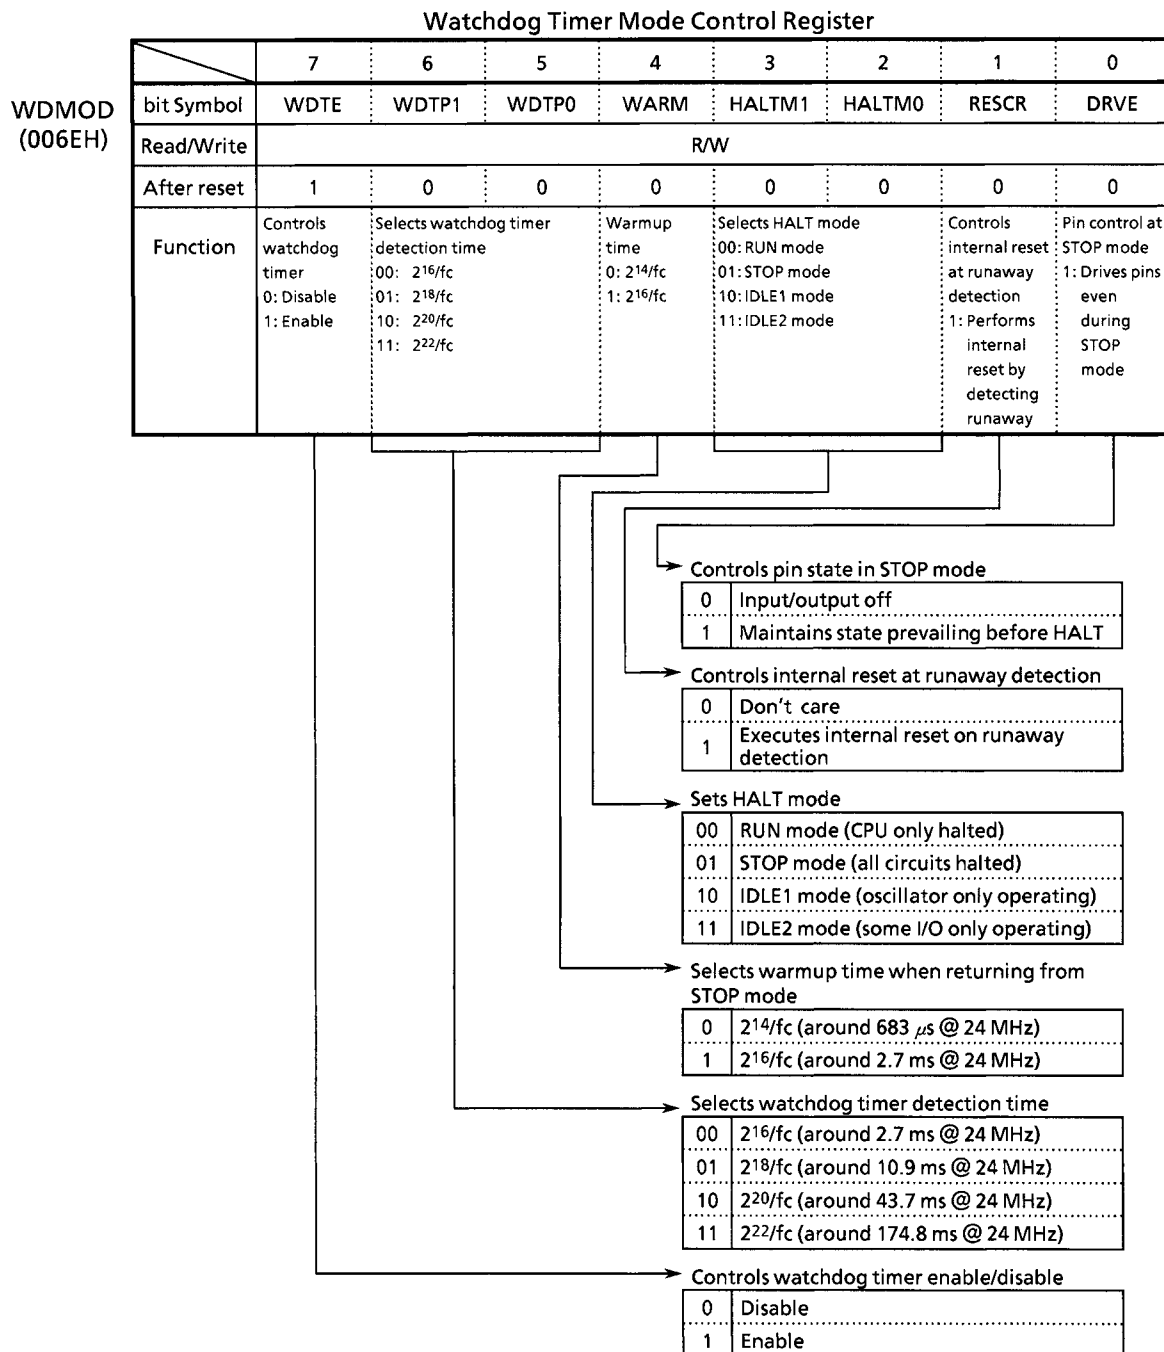 Watchdog Timer Mode Control Register
WDMOD
(006EH)
7 6 5 4 3 2 1 0
bit Symbol WDTE WDTP1 WDTP0 WARM HALTM1 HALTM0 RESCR DRVE
Read/Write R/W
After reset 1 0 0 0 0 0 0 0
Function
Controls
watchdog
timer
0: Disable
1: Enable
Selects watchdog timer
detection time
00: 2¹⁶/fc
01: 2¹⁸/fc
10: 2²⁰/fc
11: 2²²/fc
Warmup
time
0: 2¹⁴/fc
1: 2¹⁶/fc
Selects HALT mode
00: RUN mode
01: STOP mode
10: IDLE1 mode
11: IDLE2 mode
Controls
internal reset
at runaway
detection
1: Performs
internal
reset by
detecting
runaway
Pin control at
STOP mode
1: Drives pins
even
during
STOP
mode
Controls pin state in STOP mode
0 Input/output off
1 Maintains state prevailing before HALT
Controls internal reset at runaway detection
0 Don't care
1 Executes internal reset on runaway
detection
Sets HALT mode
00 RUN mode (CPU only halted)
01 STOP mode (all circuits halted)
10 IDLE1 mode (oscillator only operating)
11 IDLE2 mode (some I/O only operating)
Selects warmup time when returning from
STOP mode
0 2¹⁴/fc (around 683 μs @ 24 MHz)
1 2¹⁶/fc (around 2.7 ms @ 24 MHz)
Selects watchdog timer detection time
00 2¹⁶/fc (around 2.7 ms @ 24 MHz)
01 2¹⁸/fc (around 10.9 ms @ 24 MHz)
10 2²⁰/fc (around 43.7 ms @ 24 MHz)
11 2²²/fc (around 174.8 ms @ 24 MHz)
Controls watchdog timer enable/disable
0 Disable
1 Enable